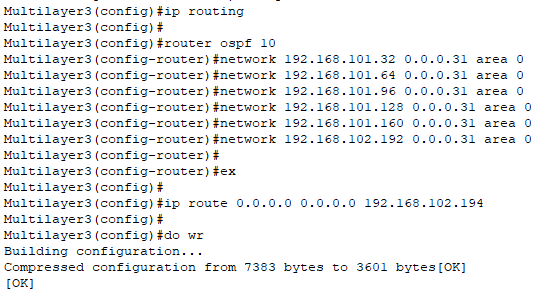 Multilayer3(config)#ip routing
Multilayer3(config)#
Multilayer3(config)#router ospf 10
Multilayer3(config-router)#network 192.168.101.32 0.0.0.31 area 0
Multilayer3(config-router)#network 192.168.101.64 0.0.0.31 area 0
Multilayer3(config-router)#network 192.168.101.96 0.0.0.31 area 0
Multilayer3(config-router)#network 192.168.101.128 0.0.0.31 area 0
Multilayer3(config-router)#network 192.168.101.160 0.0.0.31 area 0
Multilayer3(config-router)#network 192.168.102.192 0.0.0.31 area 0
Multilayer3(config-router)#
Multilayer3(config-router)#ex
Multilayer3(config)#
Multilayer3(config)#ip route 0.0.0.0 0.0.0.0 192.168.102.194
Multilayer3(config)#
Multilayer3(config)#do wr
Building configuration...
Compressed configuration from 7383 bytes to 3601 bytes[OK]
[OK]